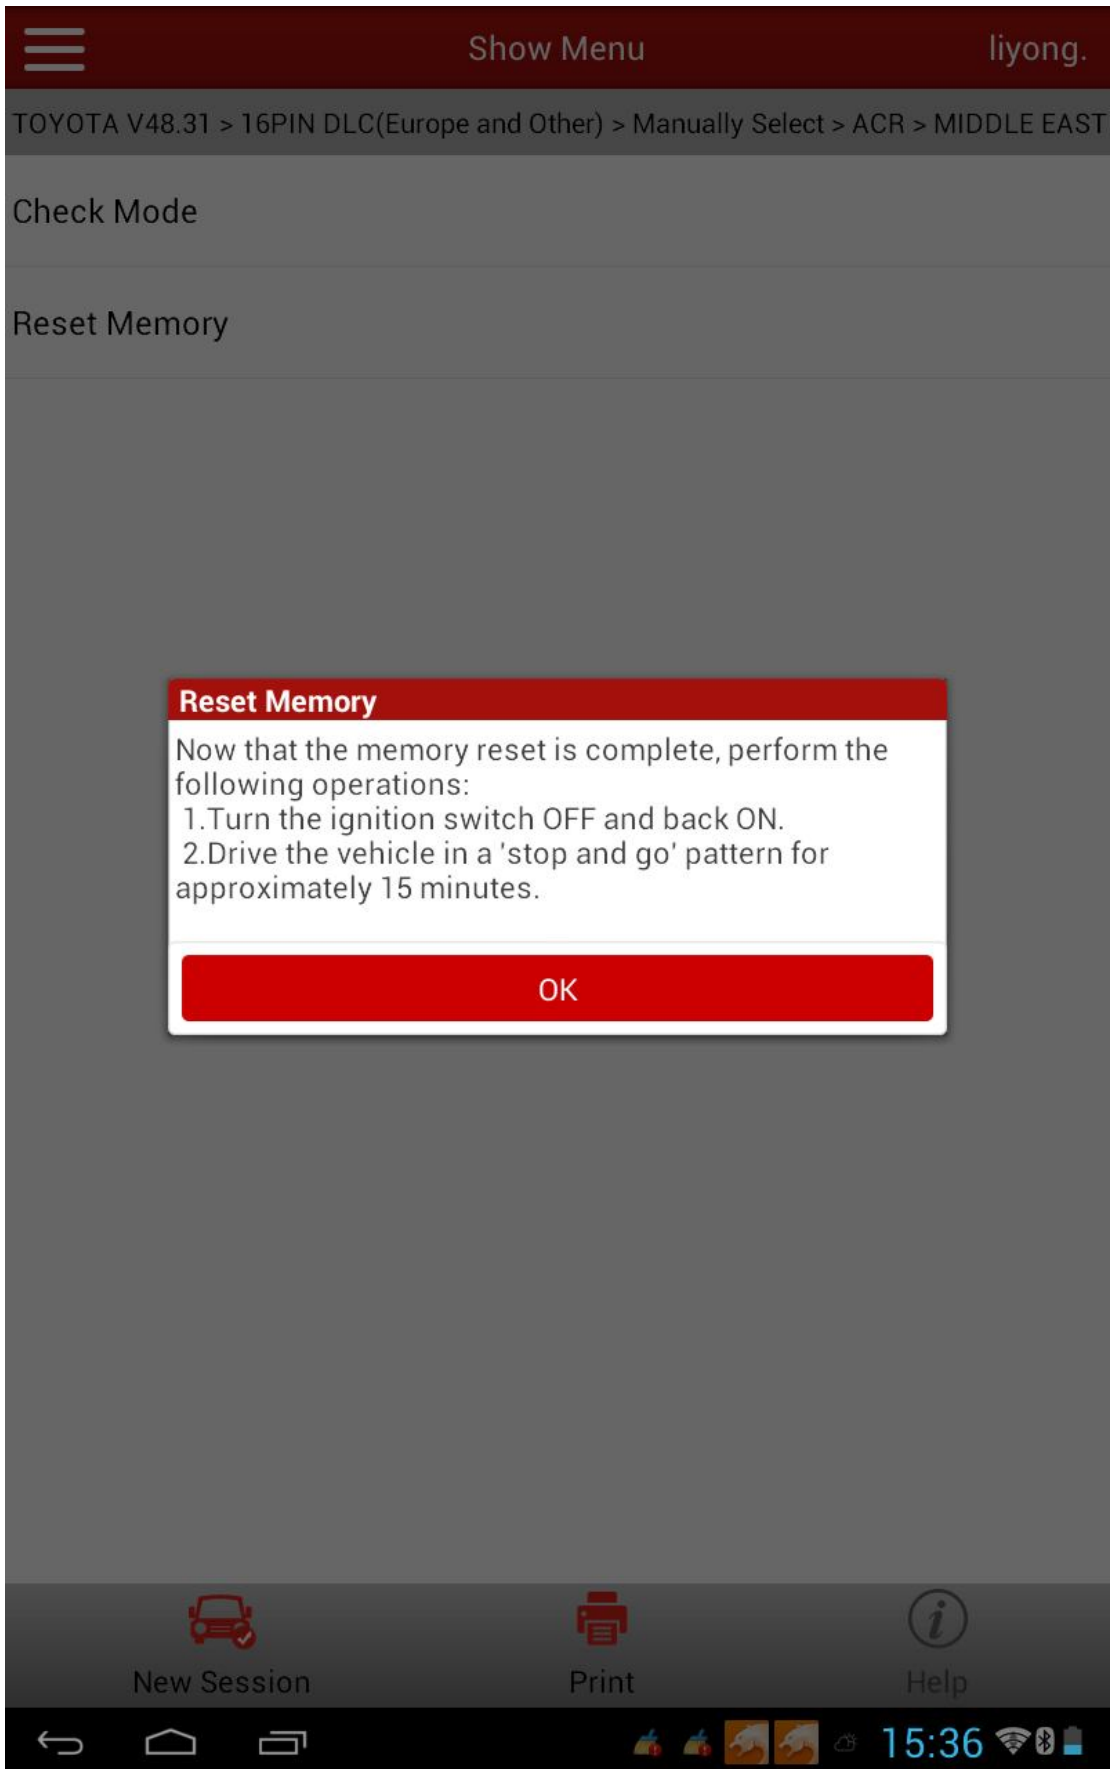 Show Menu liyong.
TOYOTA V48.31 > 16PIN DLC(Europe and Other) > Manually Select > ACR > MIDDLE EAST
Check Mode
Reset Memory
Reset Memory
Now that the memory reset is complete, perform the
following operations:
1.Turn the ignition switch OFF and back ON.
2.Drive the vehicle in a 'stop and go' pattern for
approximately 15 minutes.
OK
New Session Print Help
15:36